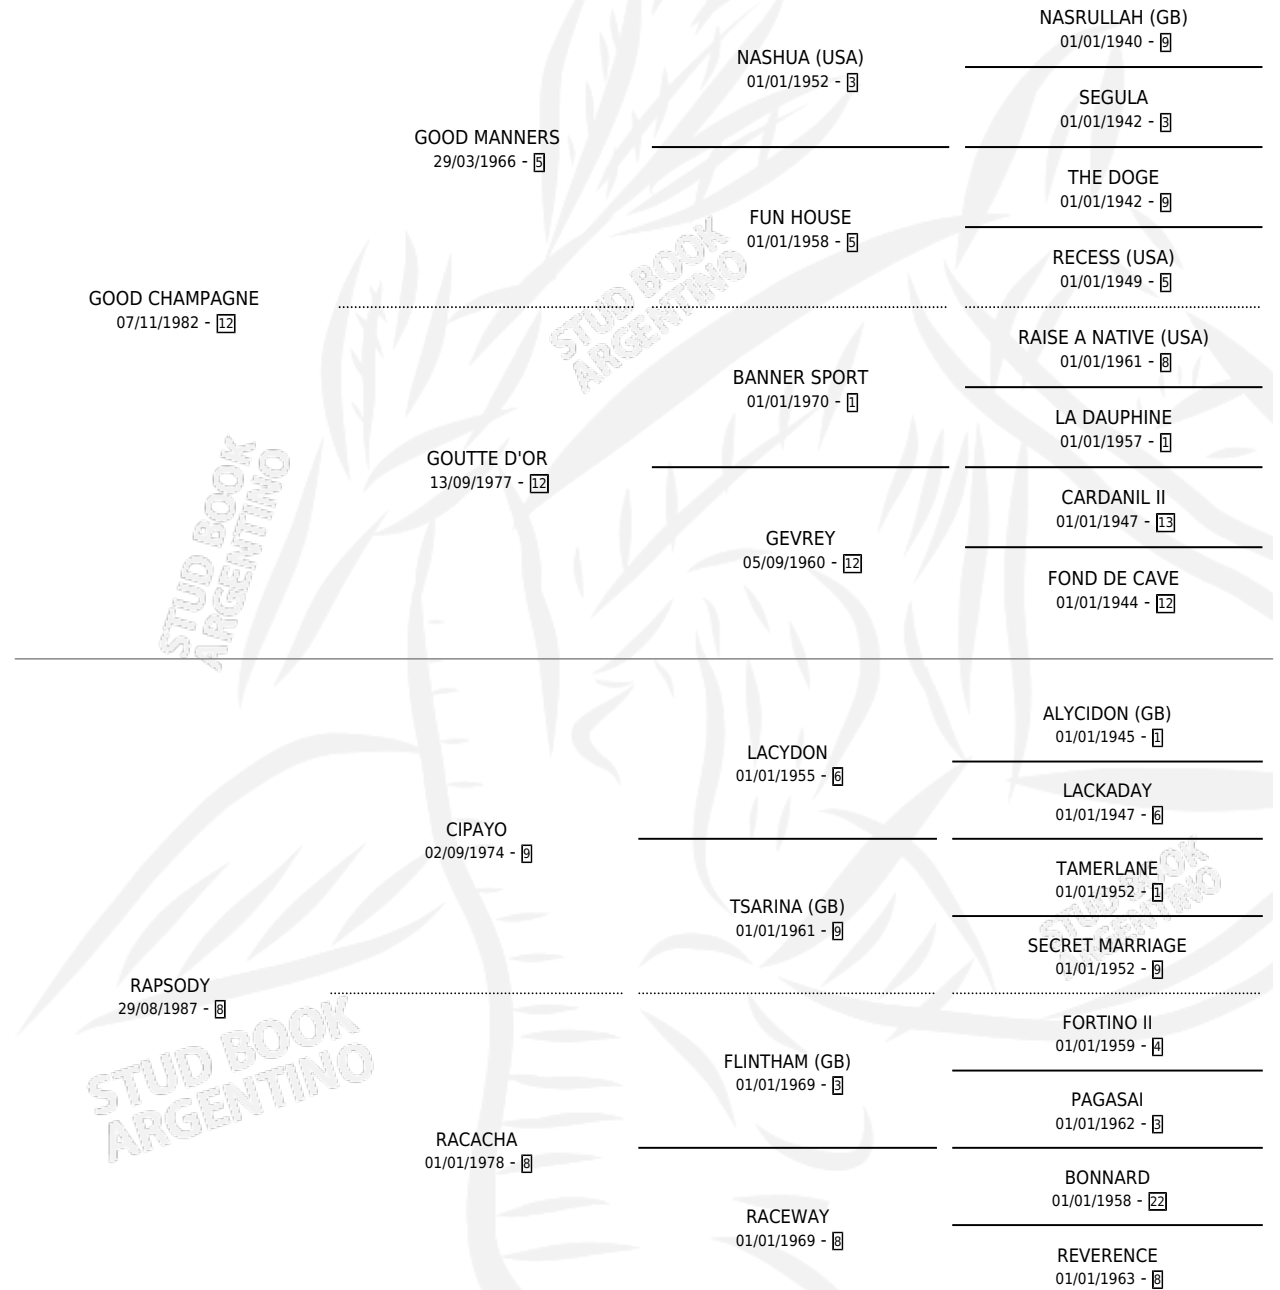 NASRULLAH (GB)
01/01/1940 - 9
NASHUA (USA)
01/01/1952 - 3
SEGULA
01/01/1942 - 3
GOOD MANNERS
29/03/1966 - 5
THE DOGE
01/01/1942 - 9
FUN HOUSE
01/01/1958 - 5
RECESS (USA)
01/01/1949 - 5
GOOD CHAMPAGNE
07/11/1982 - 12
RAISE A NATIVE (USA)
01/01/1961 - 8
BANNER SPORT
01/01/1970 - 1
LA DAUPHINE
01/01/1957 - 1
GOUTTE D'OR
13/09/1977 - 12
CARDANIL II
01/01/1947 - 13
GEVREY
05/09/1960 - 12
FOND DE CAVE
01/01/1944 - 12
ALYCIDON (GB)
01/01/1945 - 1
LACYDON
01/01/1955 - 6
LACKADAY
01/01/1947 - 6
CIPAYO
02/09/1974 - 9
TAMERLANE
01/01/1952 - 1
TSARINA (GB)
01/01/1961 - 9
SECRET MARRIAGE
01/01/1952 - 9
RAPSODY
29/08/1987 - 8
FORTINO II
01/01/1959 - 4
FLINTHAM (GB)
01/01/1969 - 3
PAGASAI
01/01/1962 - 3
RACACHA
01/01/1978 - 8
BONNARD
01/01/1958 - 22
RACEWAY
01/01/1969 - 8
REVERENCE
01/01/1963 - 8
STUD BOOK
ARGENTINO
STUD BOOK
ARGENTINO
STUD BOOK
ARGENTINO
STUD BOOK
ARGENTINO